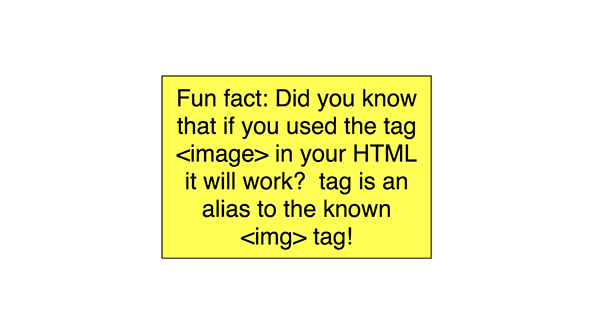 Fun fact: Did you know
that if you used the tag
<image> in your HTML
it will work?  tag is an
alias to the known
<img> tag!